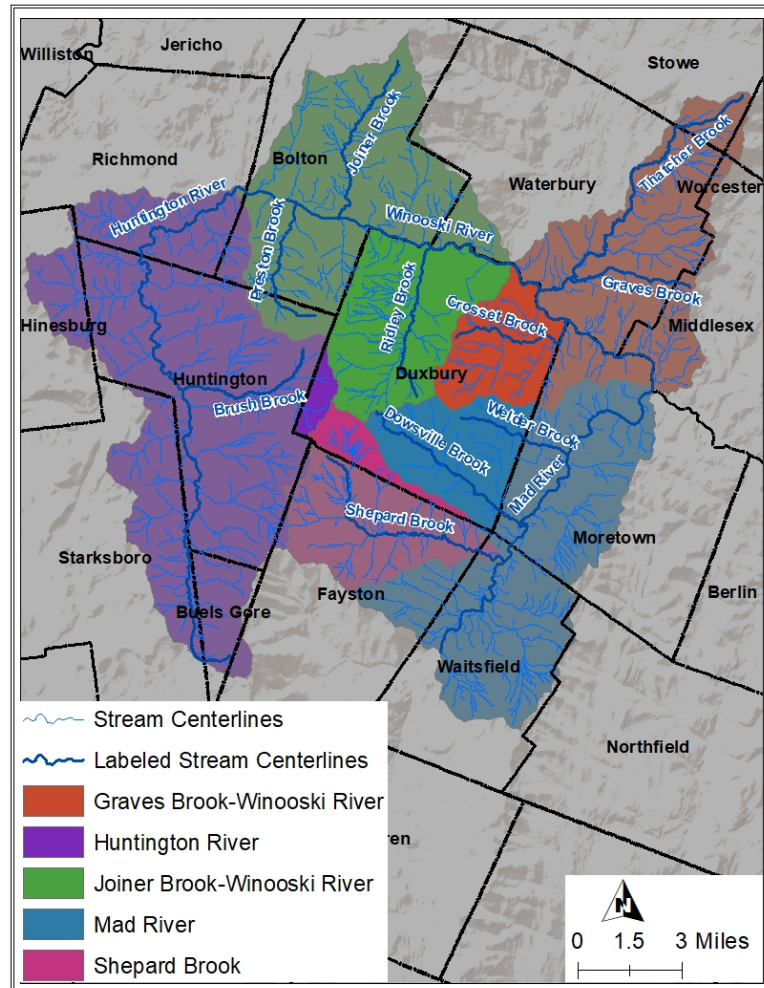 Jericho
Williston
Stowe
Richmond
Bolton
Joiner Brook
Thatcher Brook
Waterbury
Worcester
Huntington River
Winooski River
Preston Brook
Ridley Brook
Graves Brook
Crosset Brook
Hinesburg
Middlesex
Huntington
Duxbury
Brush Brook
Welder Brook
Dowsville Brook
Mad River
Shepard Brook
Moretown
Starksboro
Fayston
Berlin
Buels Gore
Waitsfield
Northfield
ren
Stream Centerlines
Labeled Stream Centerlines
Graves Brook-Winooski River
Huntington River
Joiner Brook-Winooski River
Mad River
Shepard Brook
N
0 1.5 3 Miles